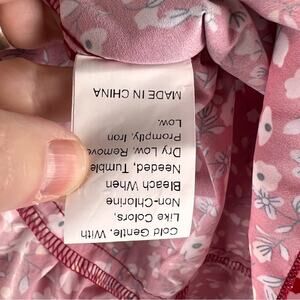 Cold Gentle, With
Like Colors,
Non-Chlorine
Bleach When
Needed, Tumble
Dry Low, Remove
Promptly, Iron
Low.
MADE IN CHINA